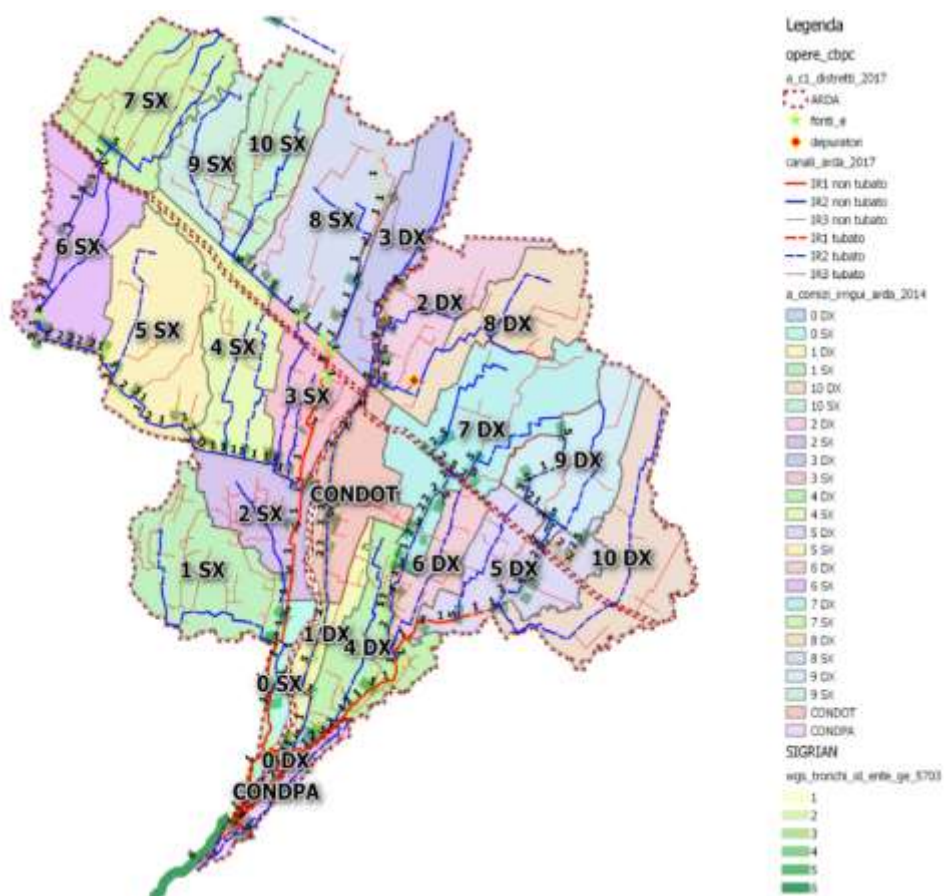 7 SX
9 SX
10 SX
8 SX
3 DX
6 SX
5 SX
4 SX
3 SX
2 DX
8 DX
7 DX
9 DX
CONDOT
2 SX
1 SX
6 DX
5 DX
10 DX
1 DX
4 DX
0 SX
0 DX
CONDPA
Legenda
opere_cbpc
a_c1_distretti_2017
ARDA
fonti_e
depuratori
canali_arda_2017
IR1 non tubato
IR2 non tubato
IR3 non tubato
IR1 tubato
IR2 tubato
IR3 tubato
a_comizi_irrigui_arda_2014
0 DX
0 SX
1 DX
1 SX
10 DX
10 SX
2 DX
2 SX
3 DX
3 SX
4 DX
4 SX
5 DX
5 SX
6 DX
6 SX
7 DX
7 SX
8 DX
8 SX
9 DX
9 SX
CONDOT
CONDPA
SIGRIAN
1
2
3
4
5
6